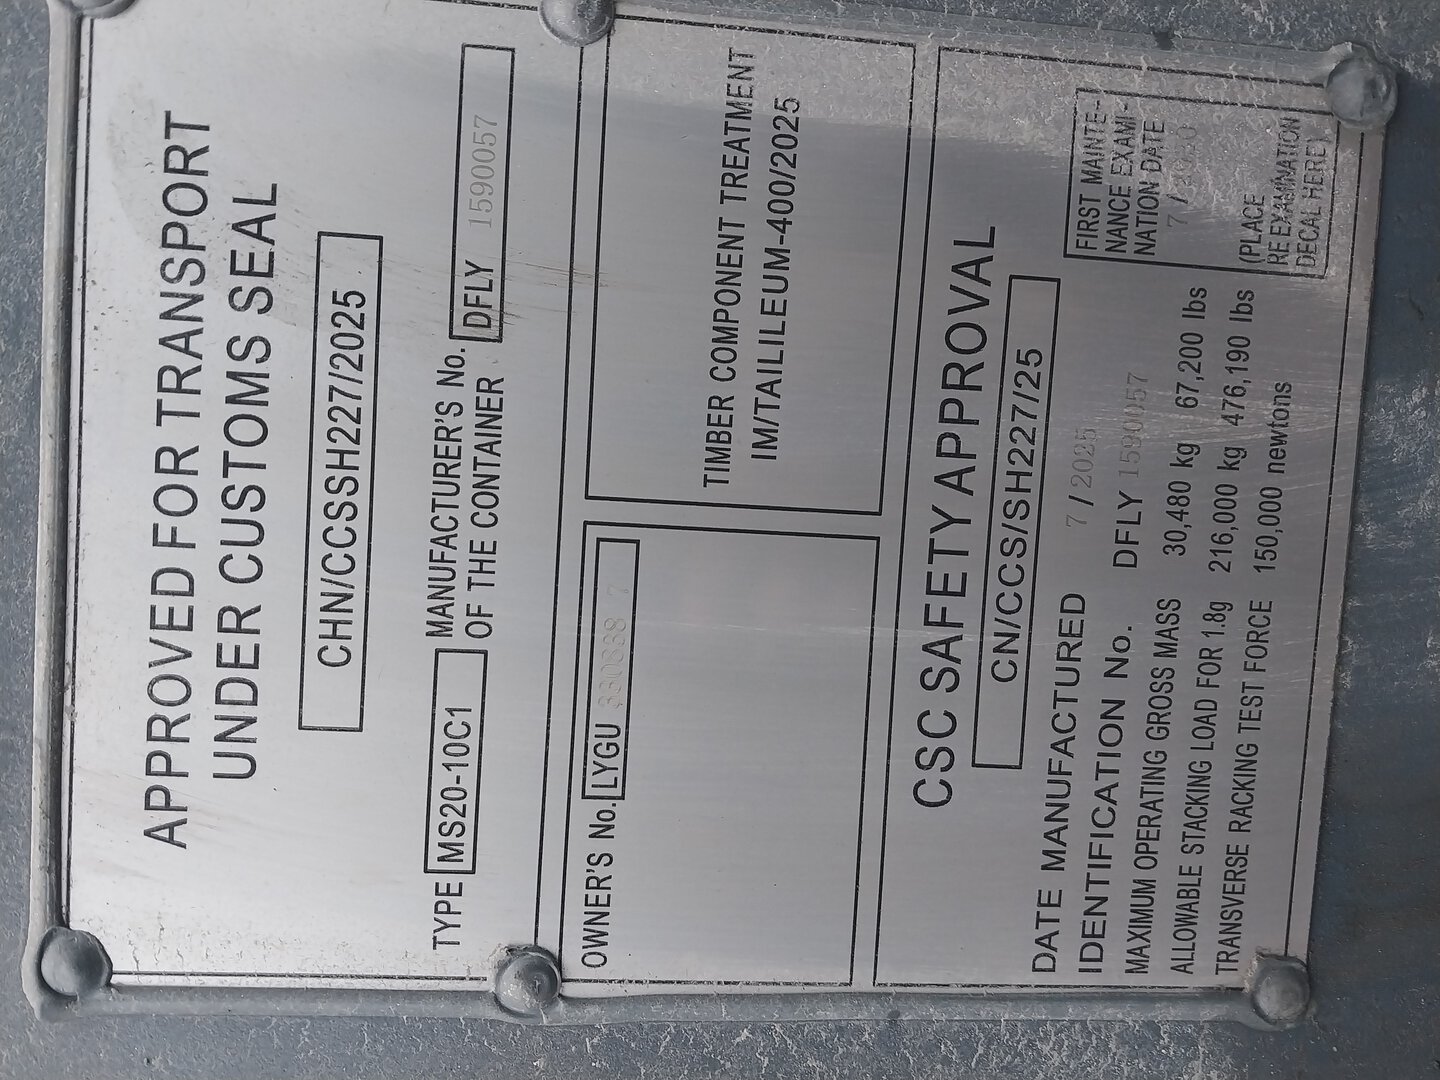 APPROVED FOR TRANSPORT
UNDER CUSTOMS SEAL
CHN/CCSSH227/2025
TYPE MS20-10C1 MANUFACTURER'S No. OF THE CONTAINER DFLY 1590057
OWNER'S No. LYGU
TIMBER COMPONENT TREATMENT
IM/TAILILEUM-400/2025
CSC SAFETY APPROVAL
CN/CCS/SH227/25
DATE MANUFACTURED 7 / 2025
IDENTIFICATION No. DFLY 1590057
MAXIMUM OPERATING GROSS MASS 30,480 kg 67,200 lbs
ALLOWABLE STACKING LOAD FOR 1.8g 216,000 kg 476,190 lbs
TRANSVERSE RACKING TEST FORCE 150,000 newtons
FIRST MAINTE-
NANCE EXAMI-
NATION DATE
7 /
(PLACE
REEXAMINATION
DECAL HERE)